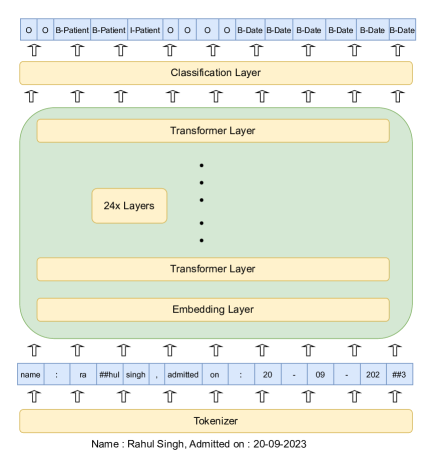 O O B-Patient B-Patient I-Patient O O O O B-Date B-Date B-Date B-Date B-Date B-Date
Classification Layer
Transformer Layer
24x Layers
Transformer Layer
Embedding Layer
name : ra ##hul singh , admitted on : 20 - 09 - 202 ##3
Tokenizer
Name : Rahul Singh, Admitted on : 20-09-2023